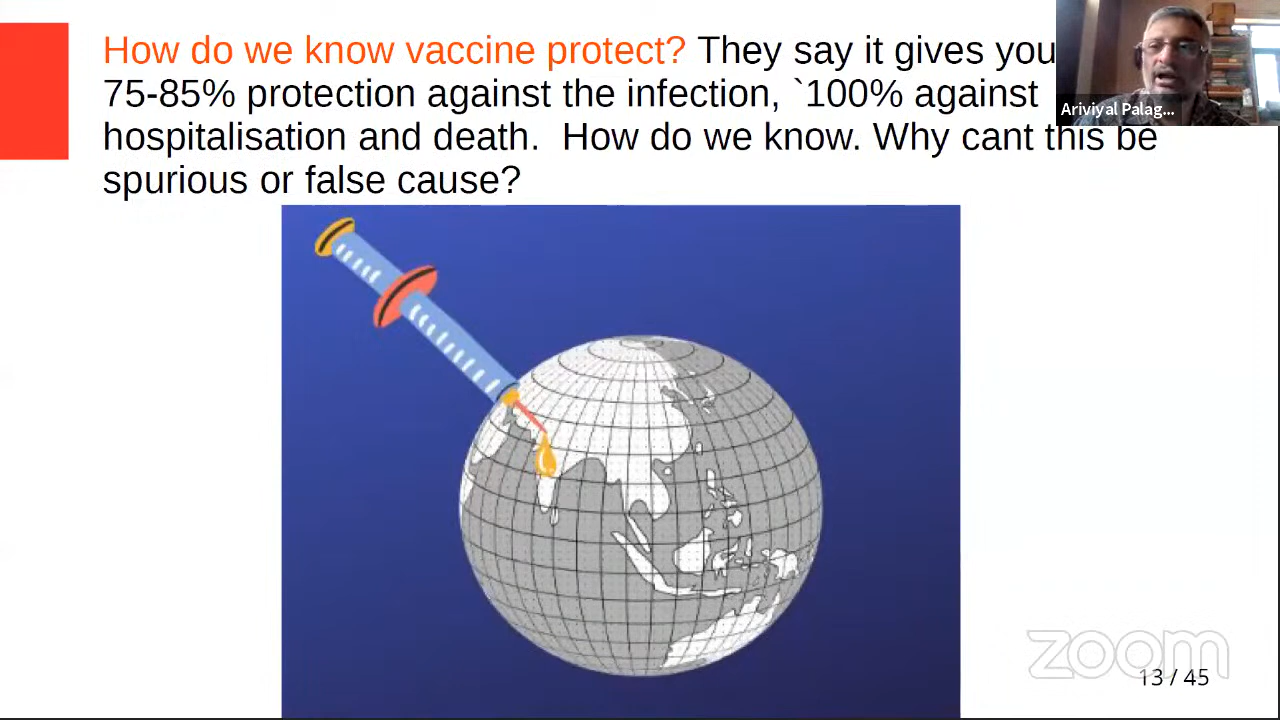 How do we know vaccine protect? They say it gives you
75-85% protection against the infection, `100% against
Ariviyal Palag...
hospitalisation and death.  How do we know. Why cant this be
spurious or false cause?
zoom
13 / 45